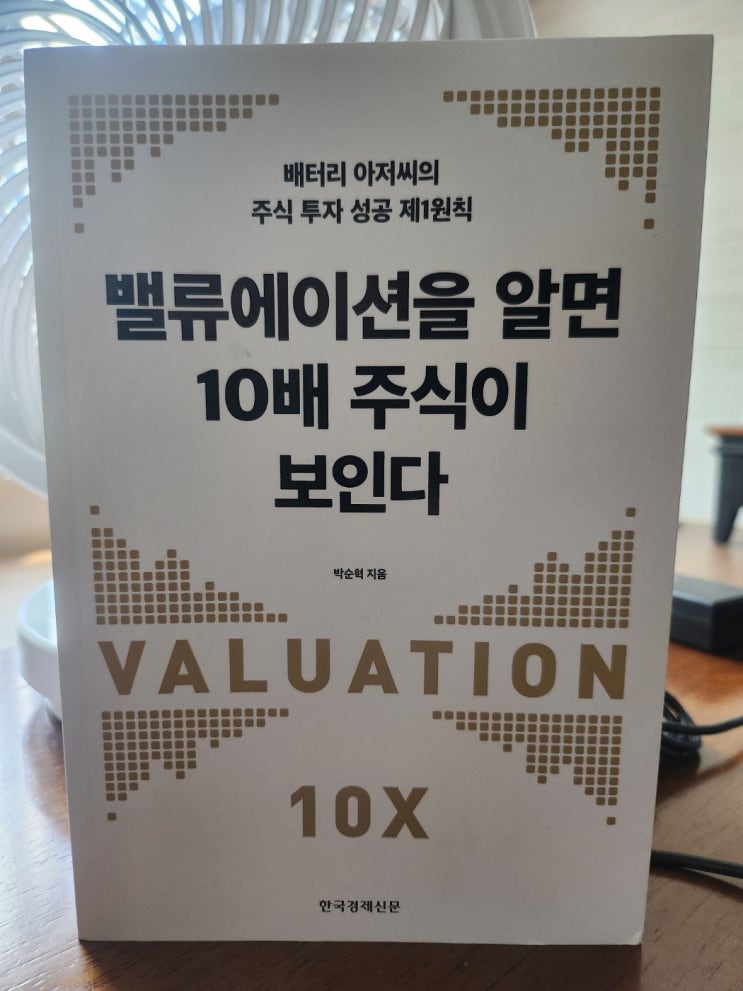 배터리 아저씨의
주식 투자 성공 제1원칙
밸류에이션을 알면
10배 주식이
보인다
박순혁 지음
VALUATION
10X
한국경제신문